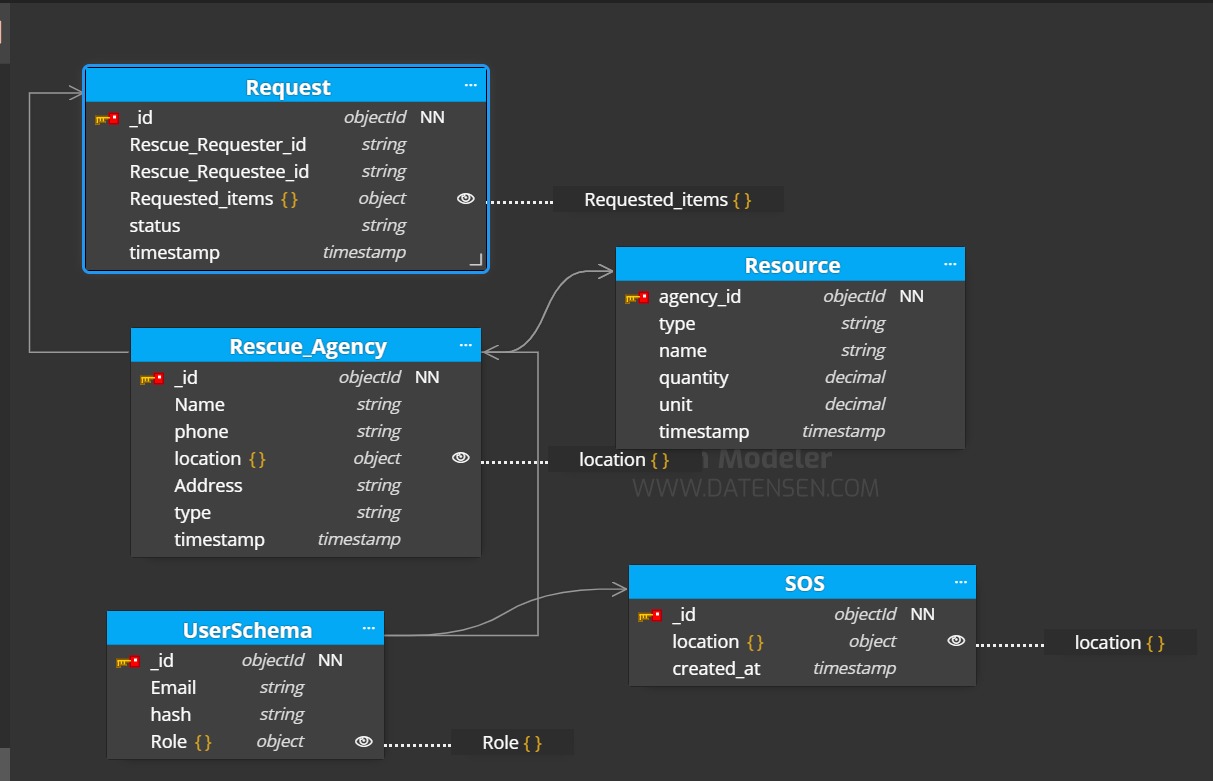 Request ...
_id objectId NN
Rescue_Requester_id string
Rescue_Requestee_id string
Requested_items { } object
status string
timestamp timestamp
Requested_items { }
Resource ...
agency_id objectId NN
type string
name string
quantity decimal
unit decimal
timestamp timestamp
Rescue_Agency ...
_id objectId NN
Name string
phone string
location { } object
Address string
type string
timestamp timestamp
location { }
Modeler
WWW.DATENSEN.COM
SOS ...
_id objectId NN
location { } object
created_at timestamp
location { }
UserSchema ...
_id objectId NN
Email string
hash string
Role { } object
Role { }